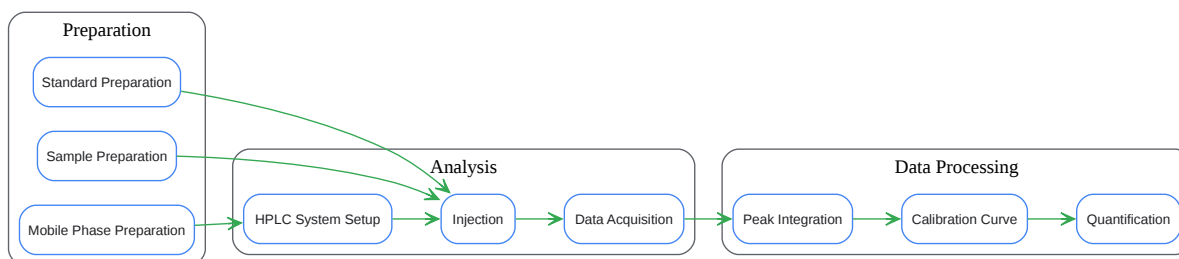 Preparation
Standard Preparation
Sample Preparation
Mobile Phase Preparation
Analysis
HPLC System Setup
Injection
Data Acquisition
Data Processing
Peak Integration
Calibration Curve
Quantification